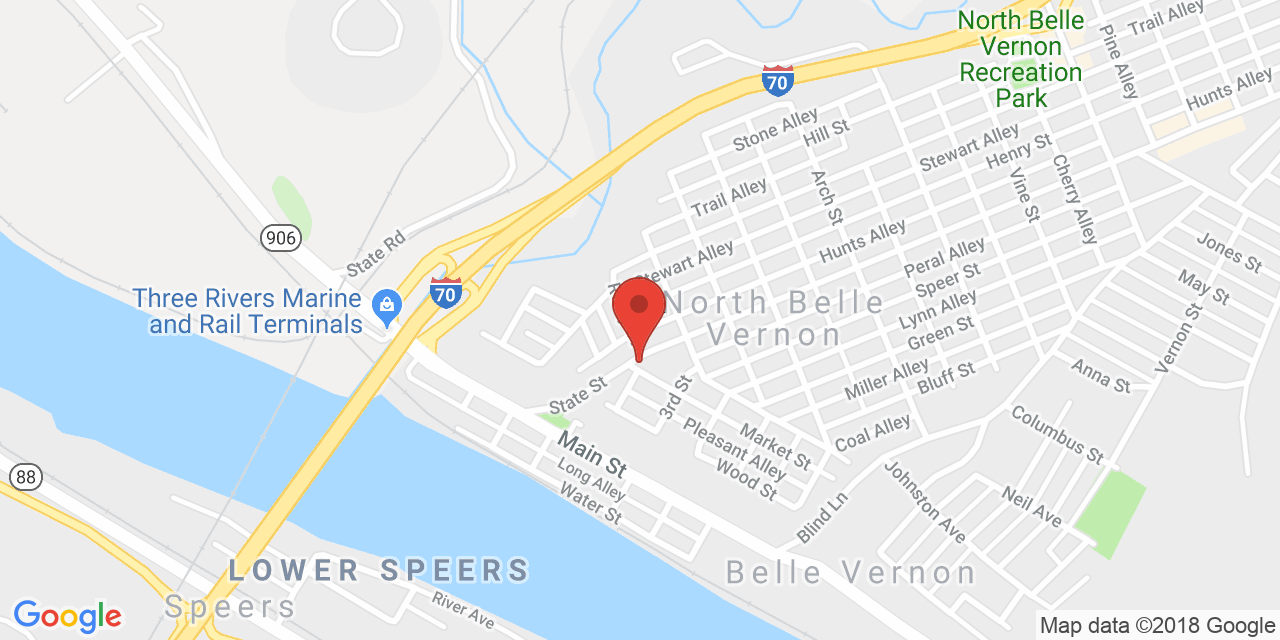 North Belle
Vernon
Recreation
Park
Trail Alley
Pine Alley
Hunts Alley
70
Stone Alley
Hill St
Stewart Alley
Henry St
Cherry Alley
Vine St
Arch St
Trail Alley
Hunts Alley
906
State Rd
Stewart Alley
Peral Alley
Speer St
Jones St
May St
70
Three Rivers Marine
and Rail Terminals
North Belle
Vernon
Lynn Alley
Green St
Vernon St
Miller Alley
Bluff St
Anna St
State St
3rd St
Pleasant Alley
Market St
Coal Alley
Columbus St
Main St
Long Alley
Water St
Wood St
88
Blind Ln
Johnston Ave
Neil Ave
LOWER SPEERS
Speers
River Ave
Belle Vernon
Google
Map data ©2018 Google